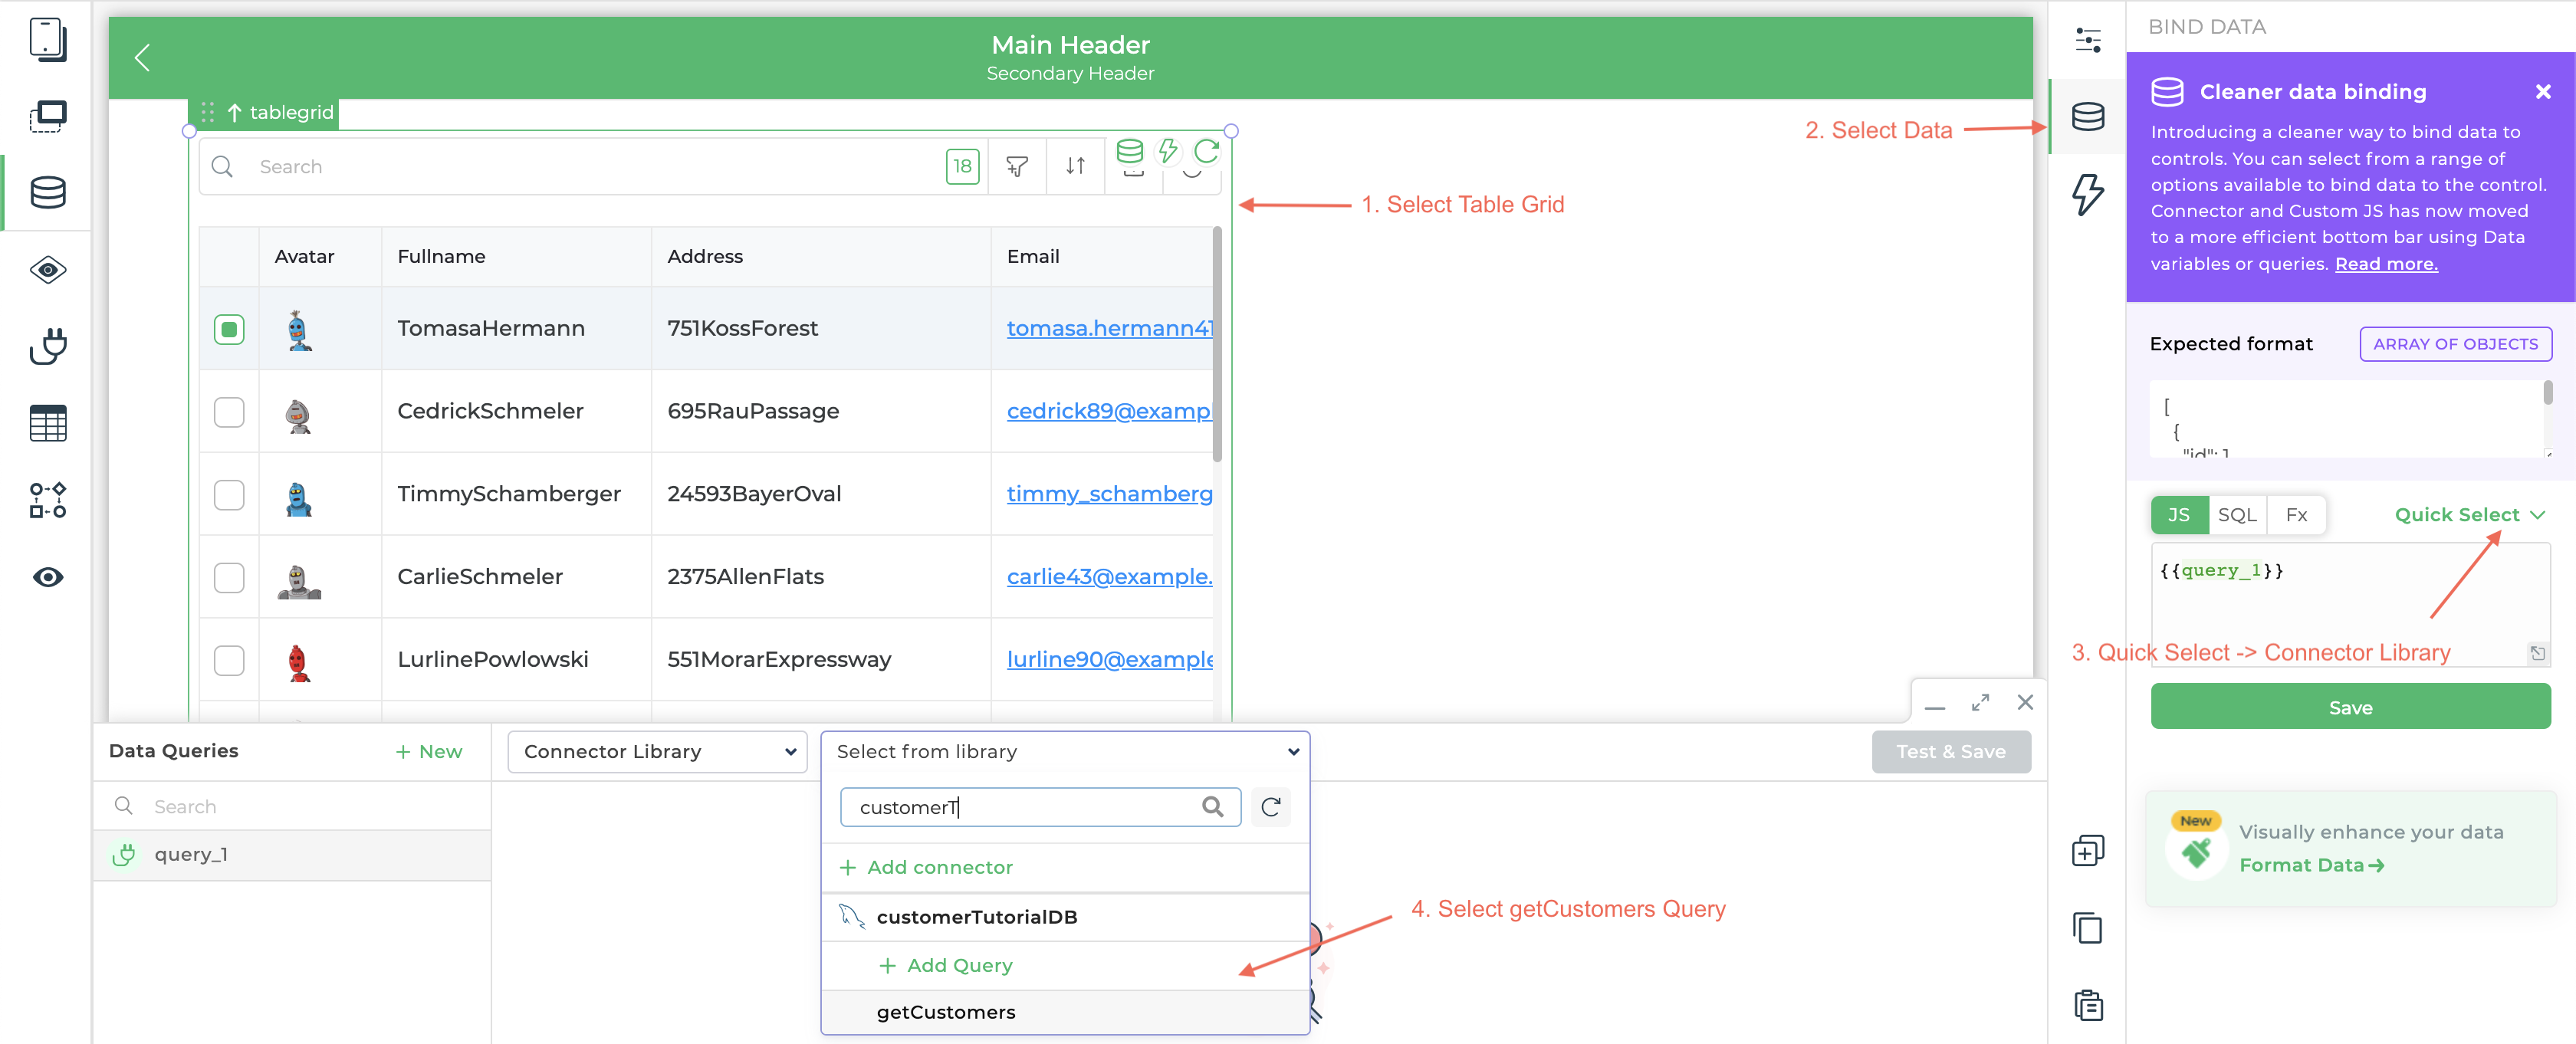 Main Header
Secondary Header
tablegrid
Search
18
1. Select Table Grid
2. Select Data
Avatar
Fullname
Address
Email
TomasaHermann
751KossForest
tomasa.hermann41
CedrickSchmeler
695RauPassage
cedrick89@exampl
TimmySchamberger
24593BayerOval
timmy_schamberg
CarlieSchmeler
2375AllenFlats
carlie43@example.
LurlinePowlowski
551MorarExpressway
lurline90@example
Data Queries
+ New
Search
query_1
Connector Library
Select from library
customerT
+ Add connector
customerTutorialDB
+ Add Query
getCustomers
4. Select getCustomers Query
Test & Save
BIND DATA
Cleaner data binding
Introducing a cleaner way to bind data to
controls. You can select from a range of
options available to bind data to the control.
Connector and Custom JS has now moved
to a more efficient bottom bar using Data
variables or queries. Read more.
Expected format
ARRAY OF OBJECTS
[
{
"id": 1
JS
SQL
Fx
Quick Select
{{query_1}}
3. Quick Select -> Connector Library
Save
New
Visually enhance your data
Format Data→